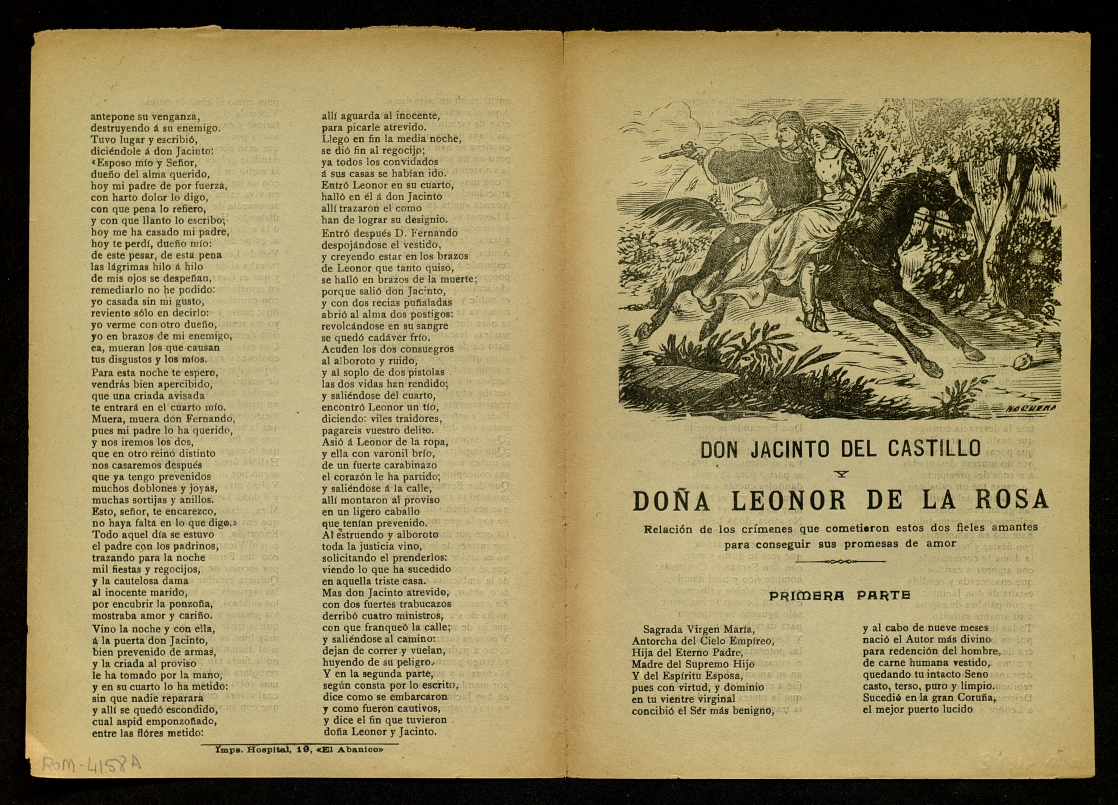 antepone su venganza,
destruyendo á su enemigo.
Tuvo lugar y escribió,
diciéndole á don Jacinto:
«Esposo mío y Señor,
dueño del alma querido,
hoy mi padre de por fuerza,
con harto dolor lo digo,
con que pena lo refiero,
y con que llanto lo escribo;
hoy me ha casado mi padre,
hoy te perdí, dueño mío:
de este pesar, de esta pena
las lágrimas hilo á hilo
de mis ojos se despeñan,
remediarlo no he podido:
yo casada sin mi gusto,
reviento sólo en decirlo:
yo verme con otro dueño,
yo en brazos de mi enemigo,
ea, mueran los que causan
tus disgustos y los míos.
Para esta noche te espero,
vendrás bien apercibido,
que una criada avisada
te entrará en el cuarto mío.
Muera, muera don Fernando,
pues mi padre lo ha querido,
y nos iremos los dos,
que en otro reino distinto
nos casaremos después
que ya tengo prevenidos
muchos doblones y joyas,
muchas sortijas y anillos.
Esto, señor, te encarezco,
no haya falta en lo que digo.»
Todo aquel día se estuvo
el padre con los padrinos,
trazando para la noche
mil fiestas y regocijos,
y la cautelosa dama
al inocente marido,
por encubrir la ponzoña,
mostraba amor y cariño.
Vino la noche y con ella,
á la puerta don Jacinto,
bien prevenido de armas,
y la criada al proviso
le ha tomado por la mano,
y en su cuarto lo ha metido:
sin que nadie reparara
y allí se quedó escondido,
cual aspid emponzoñado,
entre las flóres metido:
allí aguarda al inocente,
para picarle atrevido.
Llegó en fin la media noche,
se dió fin al regocijo;
ya todos los convidados
á sus casas se habían ido.
Entró Leonor en su cuarto,
halló en él á don Jacinto
allí trazaron el como
han de lograr su designio.
Entró después D. Fernando
despojándose el vestido,
y creyendo estar en los brazos
de Leonor que tanto quiso,
se halló en brazos de la muerte;
porque salió don Jacinto,
y con dos recias puñaladas
abrió al alma dos postigos:
revolcándose en su sangre
se quedó cadáver frío.
Acuden los dos consuegros
al alboroto y ruido,
y al soplo de dos pistolas
las dos vidas han rendido;
y saliéndose del cuarto,
encontró Leonor un tío,
diciendo: viles traidores,
pagareis vuestro delito.
Asió á Leonor de la ropa,
y ella con varonil brío,
de un fuerte carabinazo
el corazón le ha partido;
y saliéndose á la calle,
allí montaron al proviso
en un ligero caballo
que tenían prevenido.
Al estruendo y alboroto
toda la justicia vino,
solicitando el prenderlos:
viendo lo que ha sucedido
en aquella triste casa.
Mas don Jacinto atrevido,
con dos fuertes trabucazos
derribó cuatro ministros,
con que franqueó la calle;
y saliéndose al camino:
dejan de correr y vuelan,
huyendo de su peligro.
Y en la segunda parte,
según consta por lo escrito,
dice como se embarcaron
y como fueron cautivos,
y dice el fin que tuvieron
doña Leonor y Jacinto.
Imps. Hospital, 19, «El Abanico»
ROM-4158A
NOGUERA
DON JACINTO DEL CASTILLO
Y
DOÑA LEONOR DE LA ROSA
Relación de los crímenes que cometieron estos dos fieles amantes
para conseguir sus promesas de amor
PRIMERA PARTE
Sagrada Virgen María,
Antorcha del Cielo Empíreo,
Hija del Eterno Padre,
Madre del Supremo Hijo
Y del Espíritu Esposa,
pues con virtud, y dominio
en tu vientre virginal
concibió el Sér más benigno,
y al cabo de nueve meses
nació el Autor más divino
para redención del hombre,
de carne humana vestido,
quedando tu intacto Seno
casto, terso, puro y limpio.
Sucedió en la gran Coruña,
el mejor puerto lucido